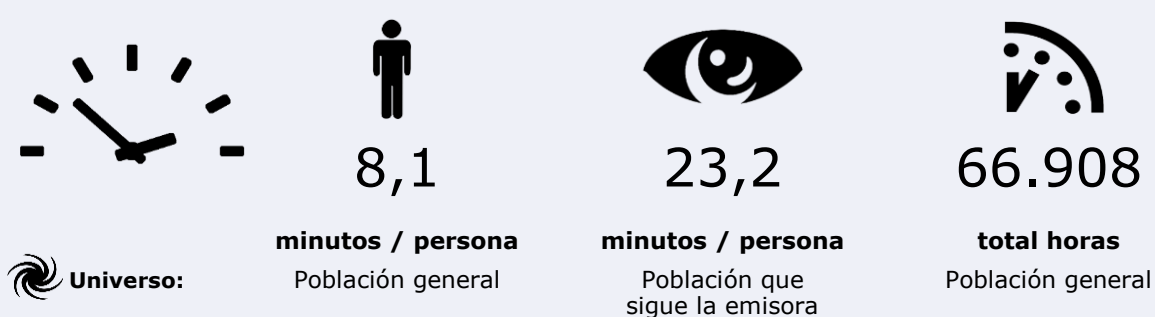 8,1
23,2
66.908
minutos / persona
minutos / persona
total horas
Universo:
Población general
Población que
sigue la emisora
Población general